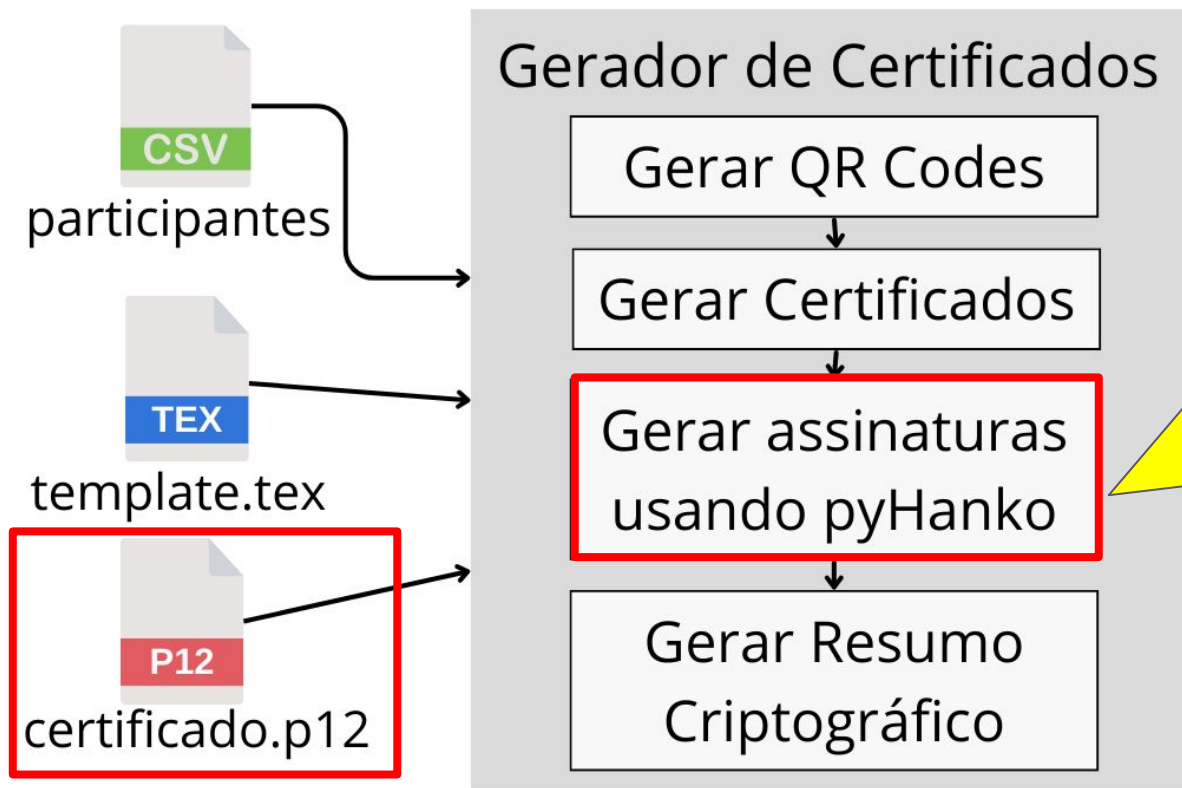 CSV
participantes
TEX
template.tex
P12
certificado.p12
Gerador de Certificados
Gerar QR Codes
Gerar Certificados
Gerar assinaturas
usando pyHanko
Gerar Resumo
Criptográfico